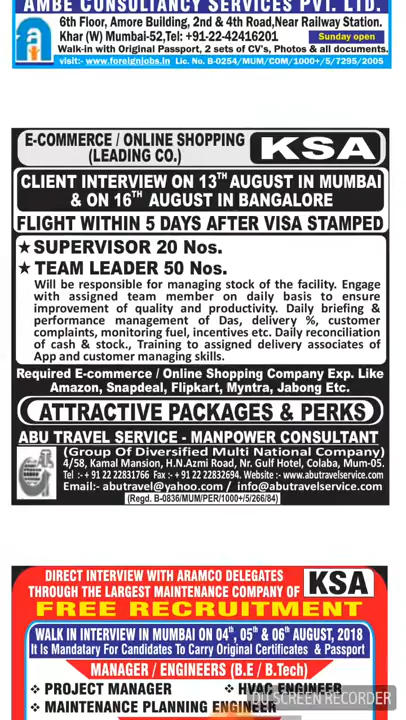 AMBE CONSULTANCY SERVICES PVT. LTD.
6th Floor, Amore Building, 2nd & 4th Road,Near Railway Station.
Khar (W) Mumbai-52,Tel: +91-22-42416201 Sunday open
Walk-in with Original Passport, 2 sets of CV's, Photos & all documents.
visit:- www.foreignjobs.in Lic. No. B-0254/MUM/COM/1000+/5/7295/2005
E-COMMERCE / ONLINE SHOPPING
(LEADING CO.)
KSA
CLIENT INTERVIEW ON 13TH AUGUST IN MUMBAI
& ON 16TH AUGUST IN BANGALORE
FLIGHT WITHIN 5 DAYS AFTER VISA STAMPED
★ SUPERVISOR 20 Nos.
★ TEAM LEADER 50 Nos.
Will be responsible for managing stock of the facility. Engage
with assigned team member on daily basis to ensure
improvement of quality and productivity. Daily briefing &
performance management of Das, delivery %, customer
complaints, monitoring fuel, incentives etc. Daily reconciliation
of cash & stock., Training to assigned delivery associates of
App and customer managing skills.
Required E-commerce / Online Shopping Company Exp. Like
Amazon, Snapdeal, Flipkart, Myntra, Jabong Etc.
ATTRACTIVE PACKAGES & PERKS
ABU TRAVEL SERVICE - MANPOWER CONSULTANT
(Group Of Diversified Multi National Company)
4/58, Kamal Mansion, H.N.Azmi Road, Nr. Gulf Hotel, Colaba, Mum-05.
Tel :- + 91 22 22831766 Fax :- + 91 22 22832694. Website :- www.abutravelservice.com
Email:- abutravel@yahoo.com / info@abutravelservice.com
(Regd. B-0836/MUM/PER/1000+/5/266/84)
DIRECT INTERVIEW WITH ARAMCO DELEGATES
THROUGH THE LARGEST MAINTENANCE COMPANY OF
KSA
FREE RECRUITMENT
WALK IN INTERVIEW IN MUMBAI ON 04th, 05th & 06th AUGUST, 2018
It Is Mandatary For Candidates To Carry Original Certificates & Passport
MANAGER / ENGINEERS (B.E / B.Tech)
❖ PROJECT MANAGER ❖ HVAC ENGINEER
❖ MAINTENANCE PLANNING ENGINEER
DU SCREEN RECORDER